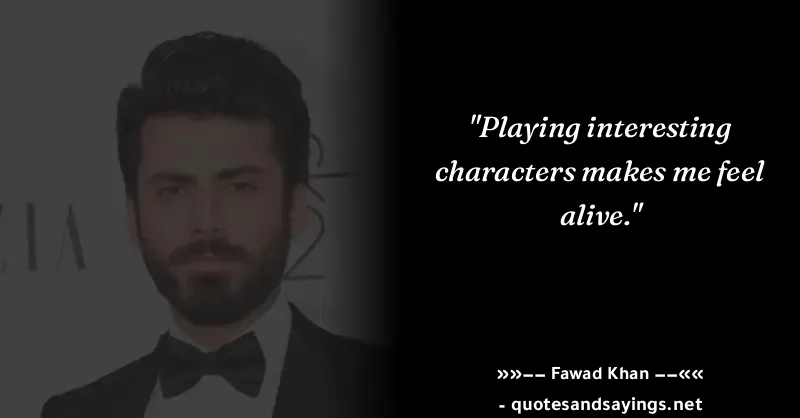 "Playing interesting
characters makes me feel
alive."
»»–– Fawad Khan ––««
- quotesandsayings.net